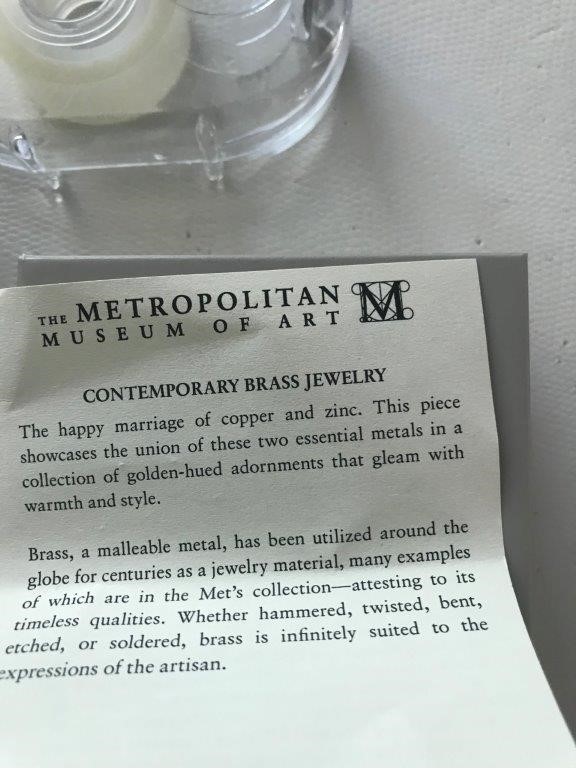 THE METROPOLITAN M
MUSEUM OF ART
CONTEMPORARY BRASS JEWELRY
The happy marriage of copper and zinc. This piece
showcases the union of these two essential metals in a
collection of golden-hued adornments that gleam with
warmth and style.
Brass, a malleable metal, has been utilized around the
globe for centuries as a jewelry material, many examples
of which are in the Met's collection—attesting to its
timeless qualities. Whether hammered, twisted, bent,
etched, or soldered, brass is infinitely suited to the
expressions of the artisan.